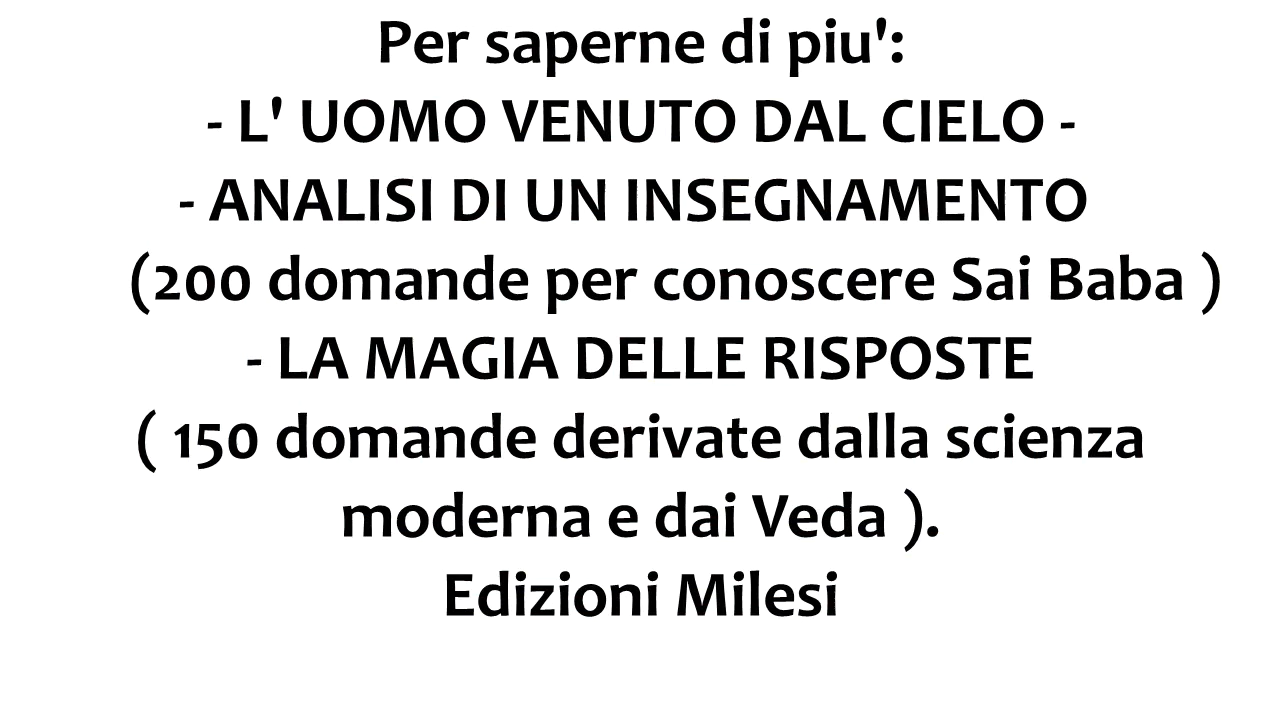 Per saperne di piu':
- L' UOMO VENUTO DAL CIELO -
- ANALISI DI UN INSEGNAMENTO
(200 domande per conoscere Sai Baba )
- LA MAGIA DELLE RISPOSTE
( 150 domande derivate dalla scienza
moderna e dai Veda ).
Edizioni Milesi